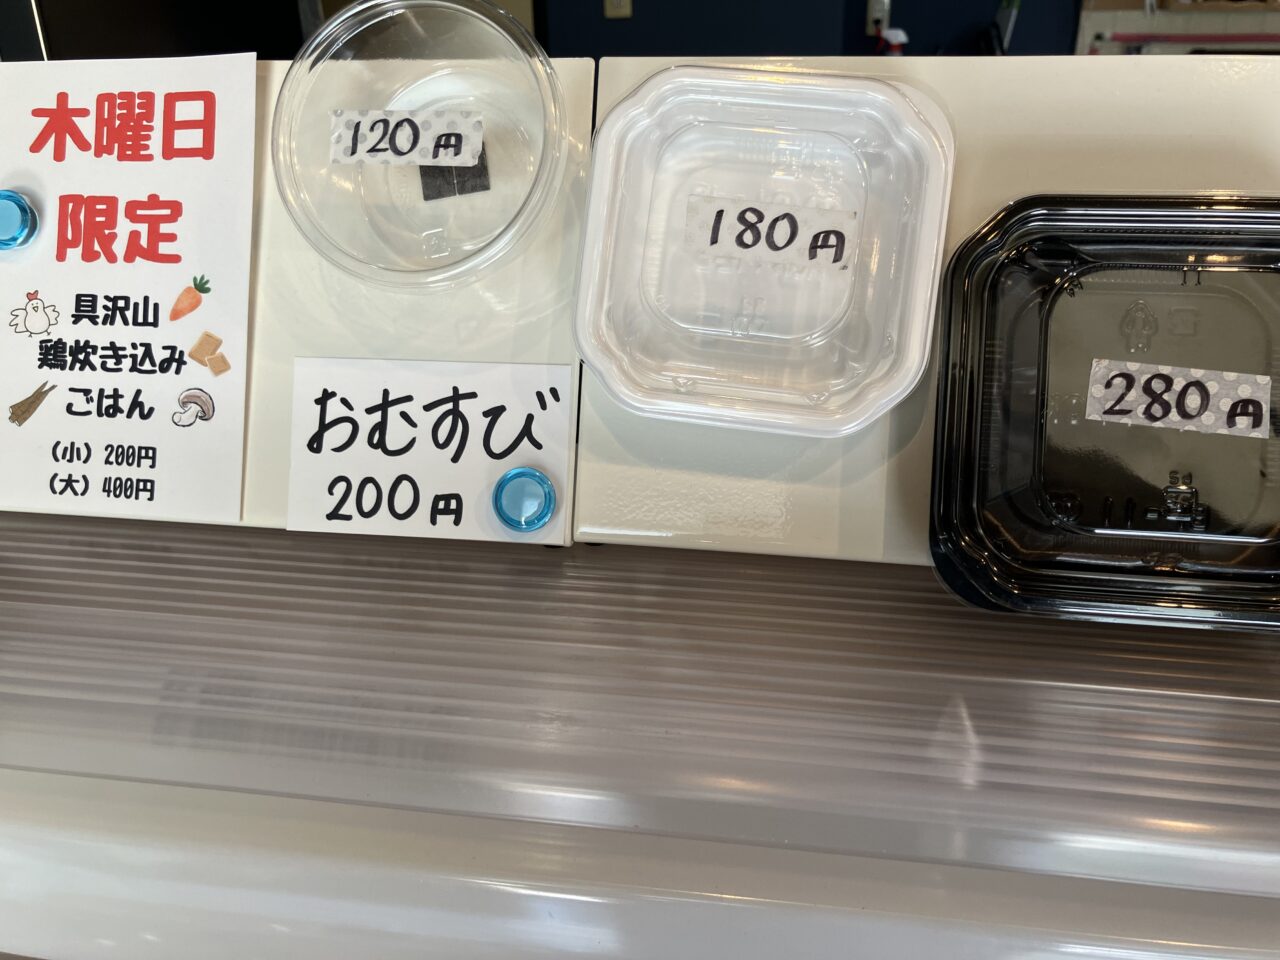 木曜日
限定
具沢山
鶏炊き込み
ごはん
（小）200円
（大）400円
120円
おむすび
200円
180円
280円